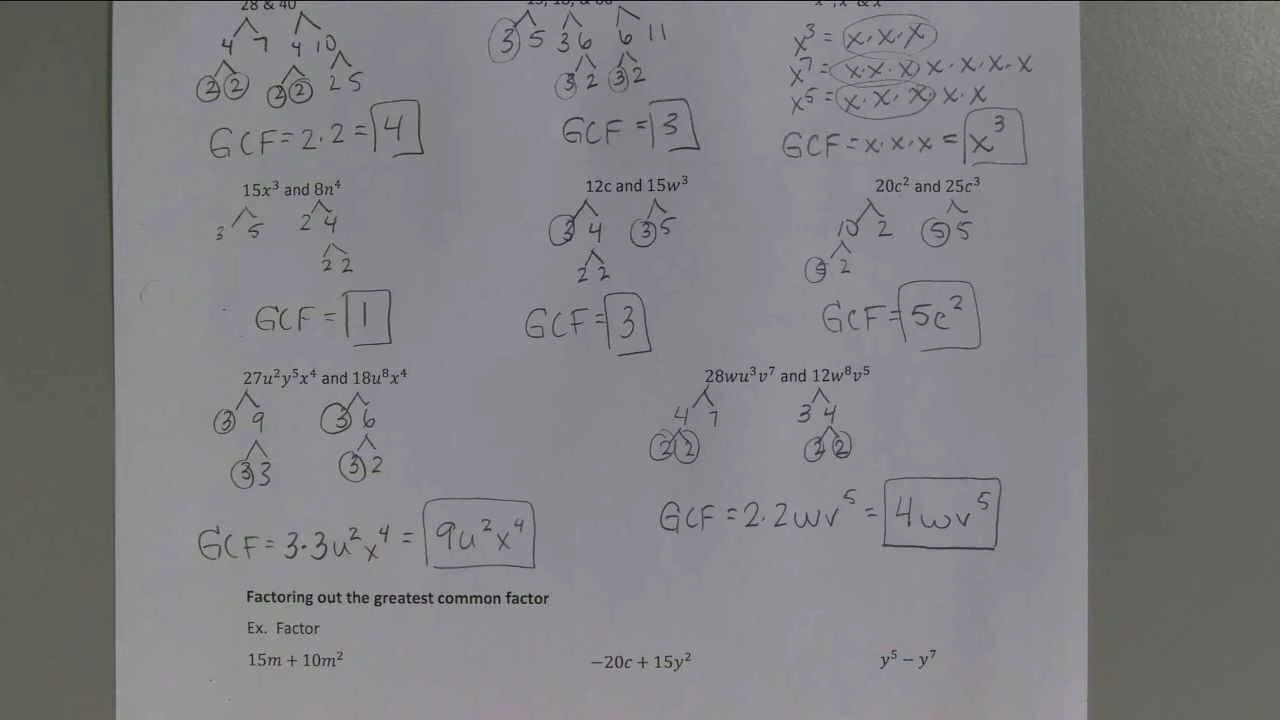 28 & 40
4 7 4 10
2 2 2 2 2 5
GCF = 2·2 = 4
3 5 3 6 6 11
3 2 3 2
GCF = 3
x³ = x·x·x
x⁷ = x·x·x x·x·x·x
x⁵ = x·x·x·x·x
GCF = x·x·x = x³
15x³ and 8n⁴
3 5 2 4
2 2
GCF = 1
12c and 15w³
3 4 3 5
2 2
GCF = 3
20c² and 25c³
10 2 5 5
5 2
GCF = 5c²
27u²y⁵x⁴ and 18u⁸x⁴
3 9 3 6
3 3 3 2
GCF = 3·3u²x⁴ = 9u²x⁴
28wu³v⁷ and 12w⁸v⁵
4 7 3 4
2 2 2 2
GCF = 2·2wv⁵ = 4wv⁵
Factoring out the greatest common factor
Ex. Factor
15m + 10m²
−20c + 15y²
y⁵ − y⁷